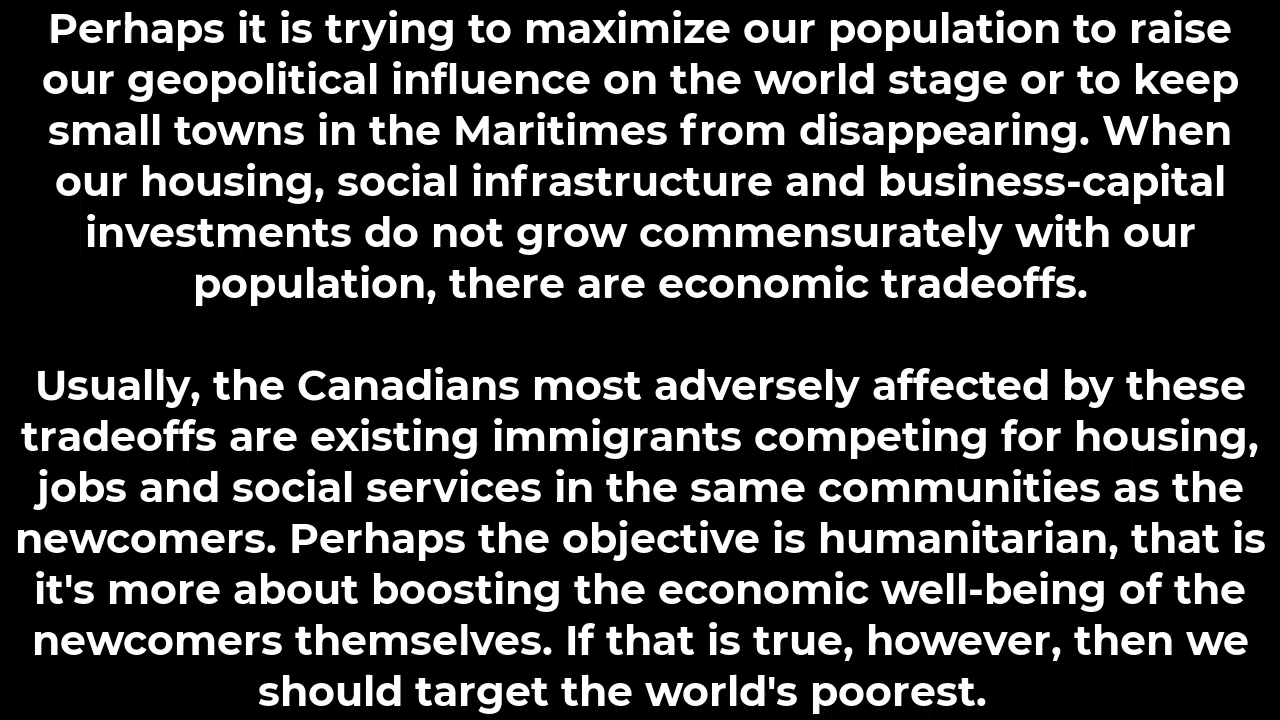 Perhaps it is trying to maximize our population to raise
our geopolitical influence on the world stage or to keep
small towns in the Maritimes from disappearing. When
our housing, social infrastructure and business-capital
investments do not grow commensurately with our
population, there are economic tradeoffs.
Usually, the Canadians most adversely affected by these
tradeoffs are existing immigrants competing for housing,
jobs and social services in the same communities as the
newcomers. Perhaps the objective is humanitarian, that is
it's more about boosting the economic well-being of the
newcomers themselves. If that is true, however, then we
should target the world's poorest.